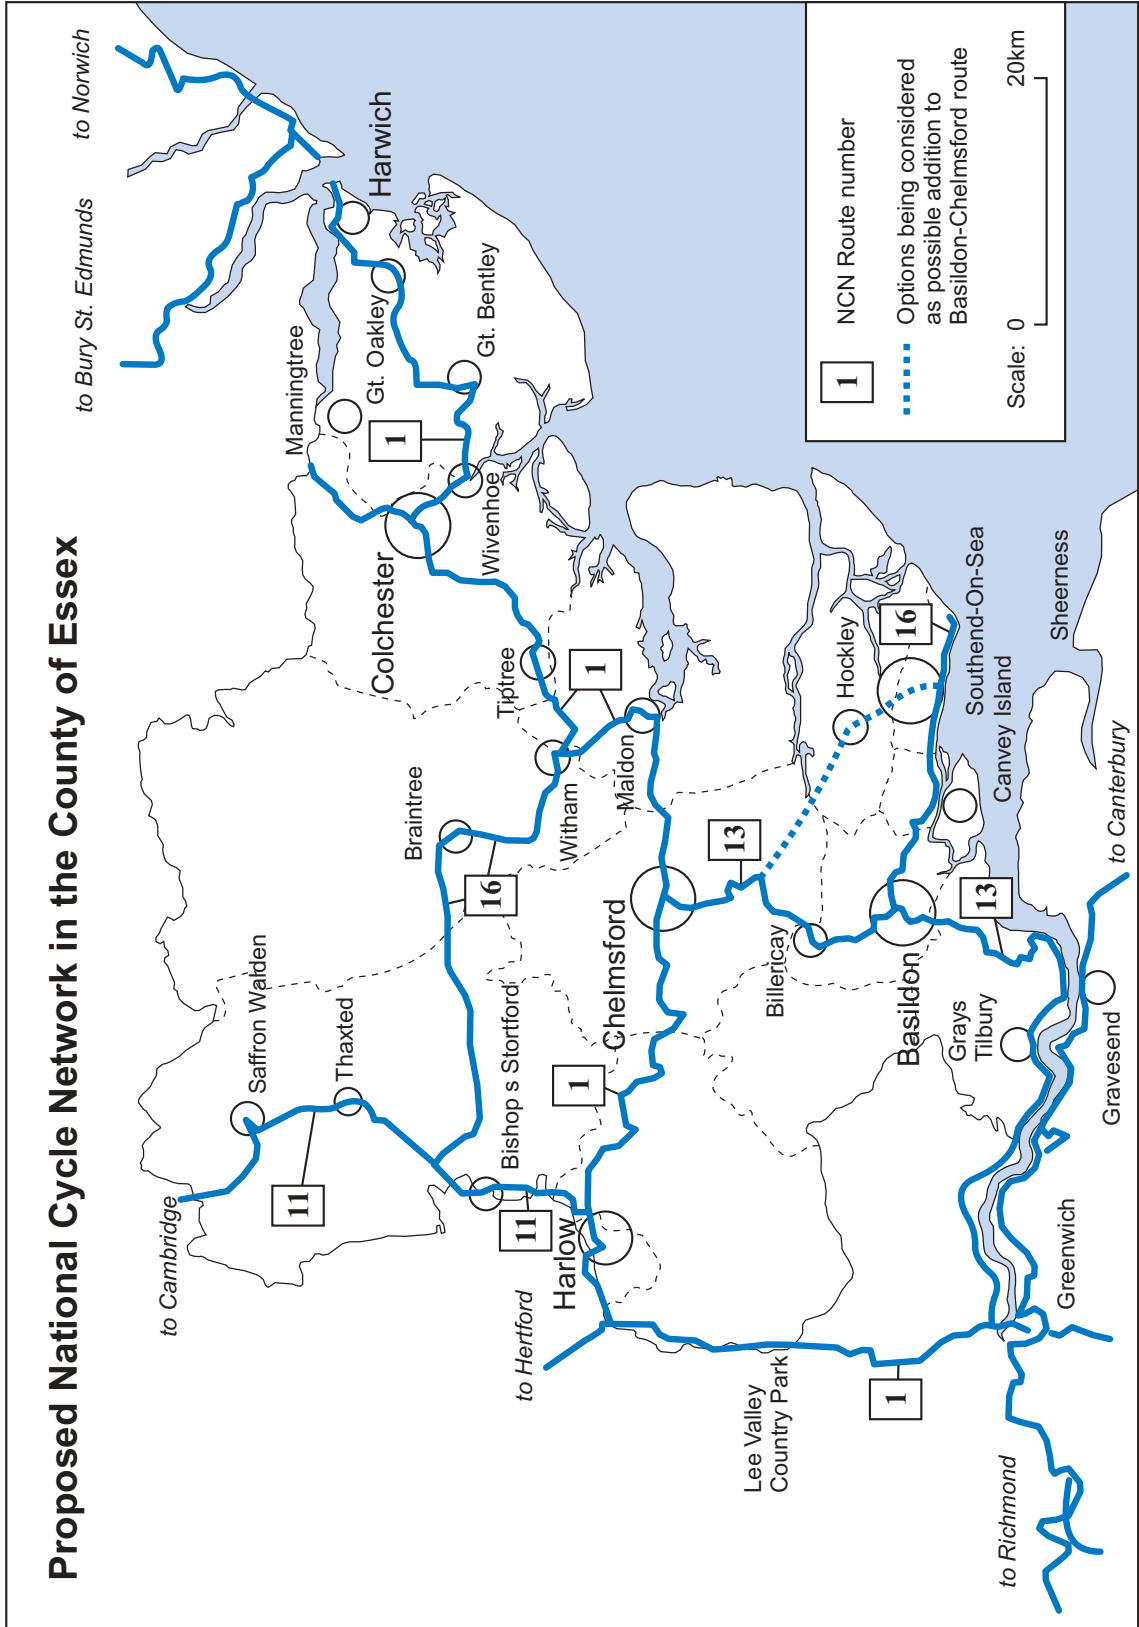 Proposed National Cycle Network in the County of Essex
to Norwich
to Bury St. Edmunds
to Cambridge
Saffron Walden
Thaxted
11
Manningtree
Harwich
Gt. Oakley
1
Gt. Bentley
Colchester
Wivenhoe
Braintree
16
Tiptree
1
Witham
Bishop s Stortford
11
Harlow
to Hertford
1
Chelmsford
Maldon
13
Lee Valley
Country Park
1
Billericay
Hockley
16
Basildon
13
Southend-On-Sea
Canvey Island
Sheerness
Grays
Tilbury
Gravesend
Greenwich
to Richmond
to Canterbury
1
NCN Route number
Options being considered
as possible addition to
Basildon-Chelmsford route
Scale: 0 20km